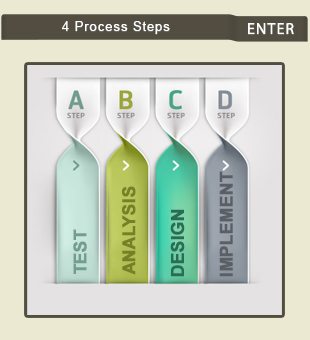 4 Process Steps
ENTER
A
STEP
B
STEP
C
STEP
D
STEP
TEST
ANALYSIS
DESIGN
IMPLEMENT